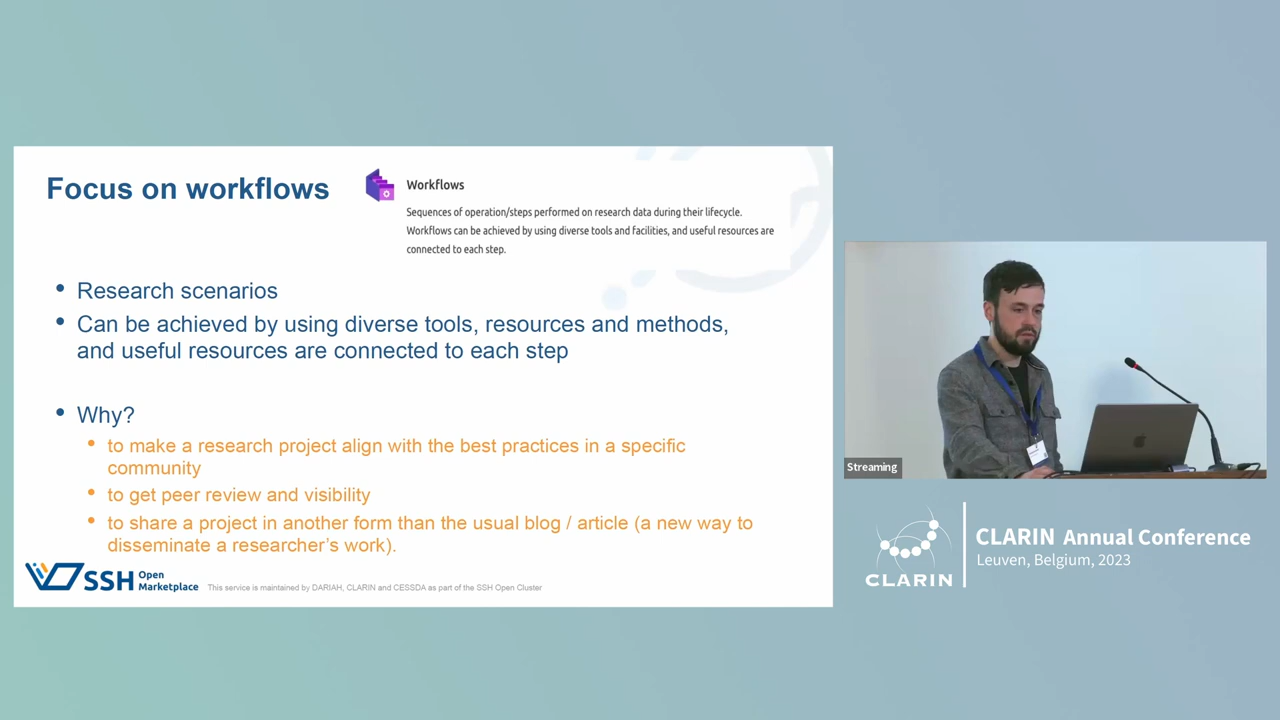 Focus on workflows
Workflows
Sequences of operation/steps performed on research data during their lifecycle.
Workflows can be achieved by using diverse tools and facilities, and useful resources are
connected to each step.
• Research scenarios
• Can be achieved by using diverse tools, resources and methods,
and useful resources are connected to each step
• Why?
• to make a research project align with the best practices in a specific
community
• to get peer review and visibility
• to share a project in another form than the usual blog / article (a new way to
disseminate a researcher's work).
SSH Open
Marketplace
This service is maintained by DARIAH, CLARIN and CESSDA as part of the SSH Open Cluster
Streaming
CLARIN
CLARIN Annual Conference
Leuven, Belgium, 2023